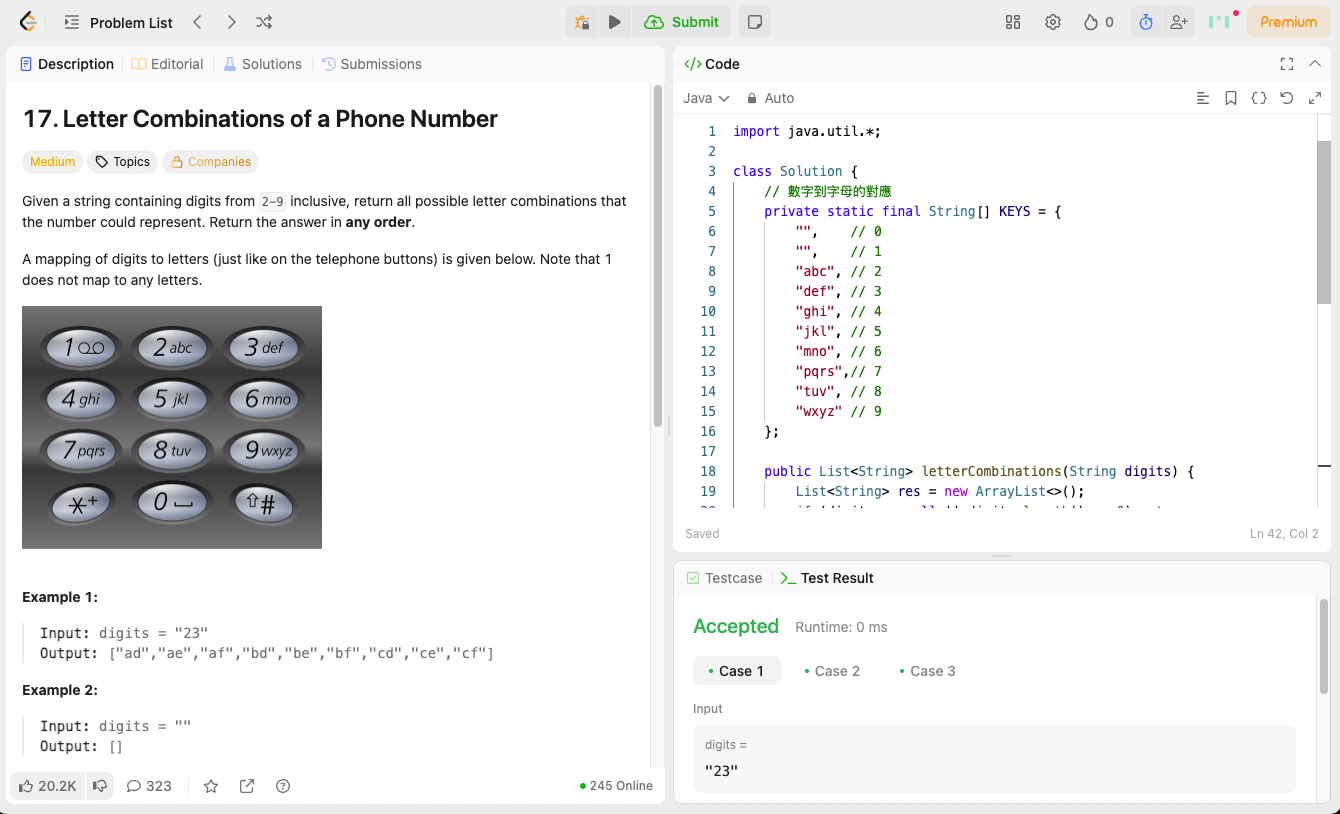 Problem List
Submit
0
Premium
Description
Editorial
Solutions
Submissions
17. Letter Combinations of a Phone Number
Medium
Topics
Companies
Given a string containing digits from 2-9 inclusive, return all possible letter combinations that
the number could represent. Return the answer in any order.
A mapping of digits to letters (just like on the telephone buttons) is given below. Note that 1
does not map to any letters.
1
2 abc
3 def
4 ghi
5 jkl
6 mno
7 pqrs
8 tuv
9 wxyz
* +
0
#
Example 1:
Input: digits = "23"
Output: ["ad","ae","af","bd","be","bf","cd","ce","cf"]
Example 2:
Input: digits = ""
Output: []
20.2K
323
245 Online
</> Code
Java
Auto
1 import java.util.*;
2
3 class Solution {
4 // 數字到字母的對應
5 private static final String[] KEYS = {
6 "", // 0
7 "", // 1
8 "abc", // 2
9 "def", // 3
10 "ghi", // 4
11 "jkl", // 5
12 "mno", // 6
13 "pqrs",// 7
14 "tuv", // 8
15 "wxyz" // 9
16 };
17
18 public List<String> letterCombinations(String digits) {
19 List<String> res = new ArrayList<>();
Saved
Ln 42, Col 2
Testcase
>_ Test Result
Accepted
Runtime: 0 ms
Case 1
Case 2
Case 3
Input
digits =
"23"